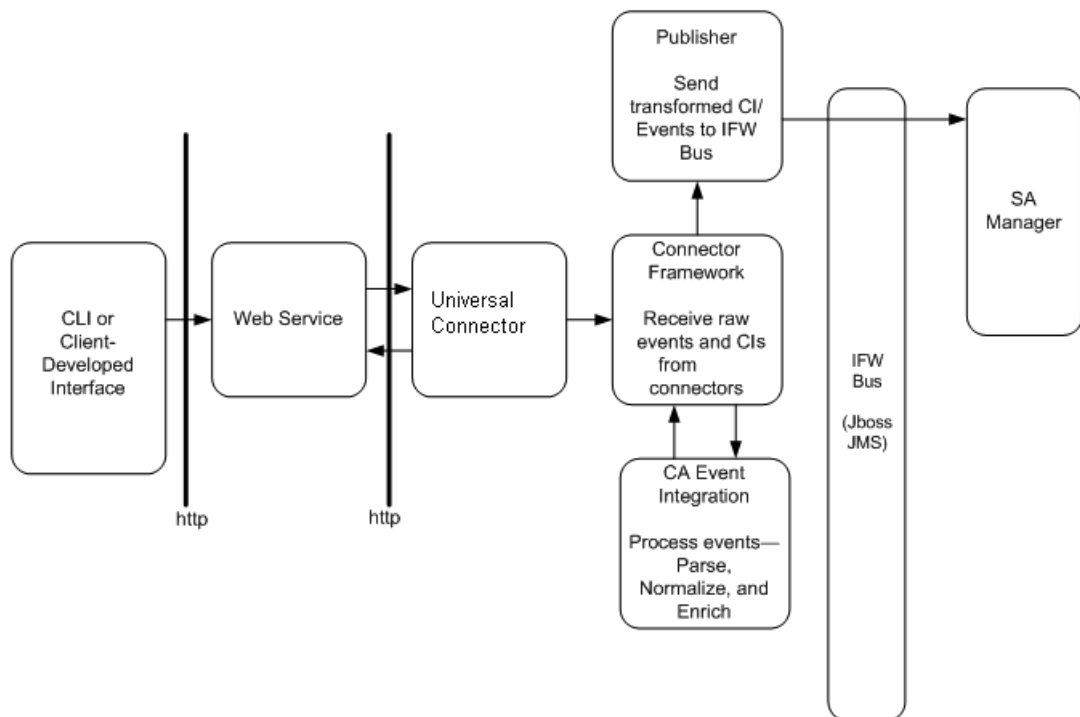 Publisher
Send
transformed CI/
Events to IFW
Bus
SA
Manager
CLI or
Client-
Developed
Interface
Web Service
Universal
Connector
Connector
Framework
Receive raw
events and CIs
from
connectors
IFW
Bus
(Jboss
JMS)
CA Event
Integration
Process events—
Parse,
Normalize, and
Enrich
http
http